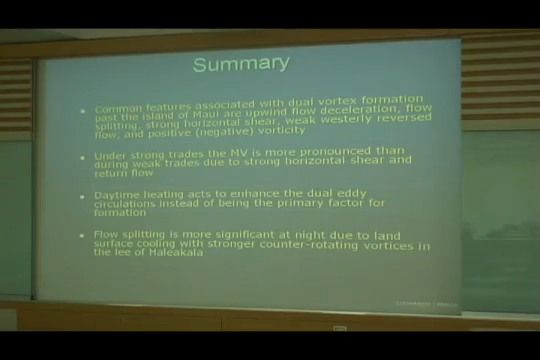 Summary
Common features associated with dual vortex formation
past the island of Maui are upwind flow deceleration, flow
splitting, strong horizontal shear, weak westerly reversed
flow, and positive (negative) vorticity
Under strong trades the MV is more pronounced than
during weak trades due to strong horizontal shear and
return flow
Daytime heating acts to enhance the dual eddy
circulations instead of being the primary factor for
formation
Flow splitting is more significant at night due to land
surface cooling with stronger counter-rotating vortices in
the lee of Haleakala